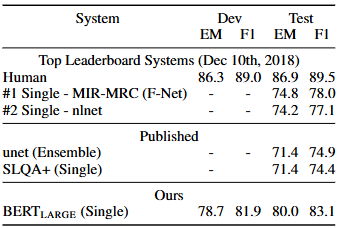 System Dev Test
EM F1 EM F1
Top Leaderboard Systems (Dec 10th, 2018)
Human 86.3 89.0 86.9 89.5
#1 Single - MIR-MRC (F-Net) - - 74.8 78.0
#2 Single - nlnet - - 74.2 77.1
Published
unet (Ensemble) - - 71.4 74.9
SLQA+ (Single) - 71.4 74.4
Ours
BERTLARGE (Single) 78.7 81.9 80.0 83.1